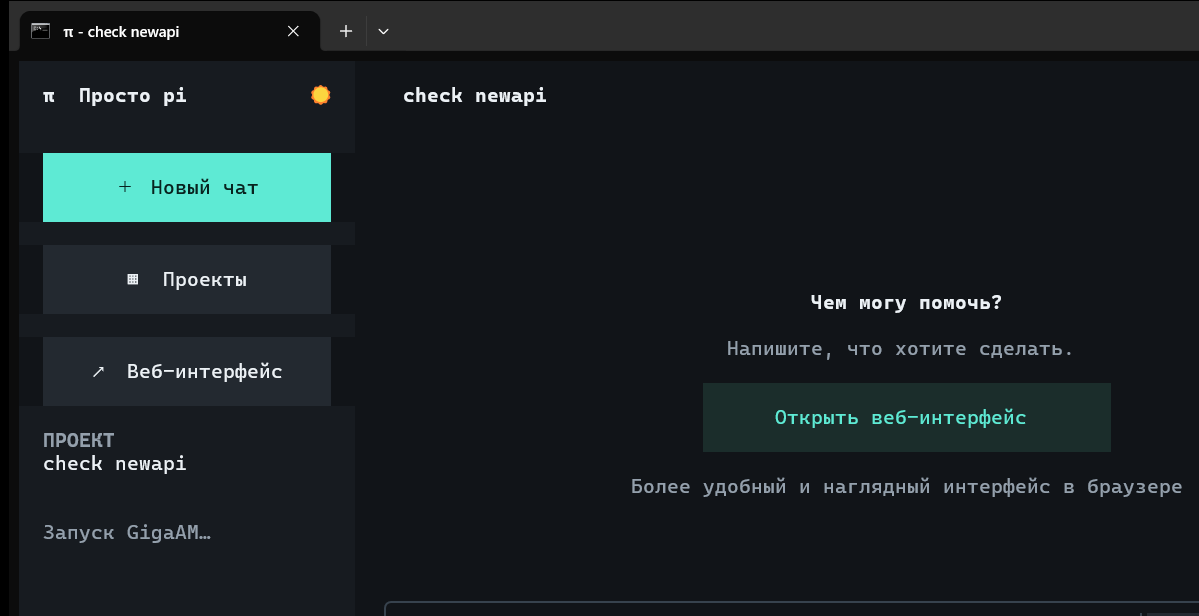 π - check newapi
π Просто pi
check newapi
+ Новый чат
Проекты
↗ Веб-интерфейс
ПРОЕКТ
check newapi
Запуск GigaAM…
Чем могу помочь?
Напишите, что хотите сделать.
Открыть веб-интерфейс
Более удобный и наглядный интерфейс в браузере